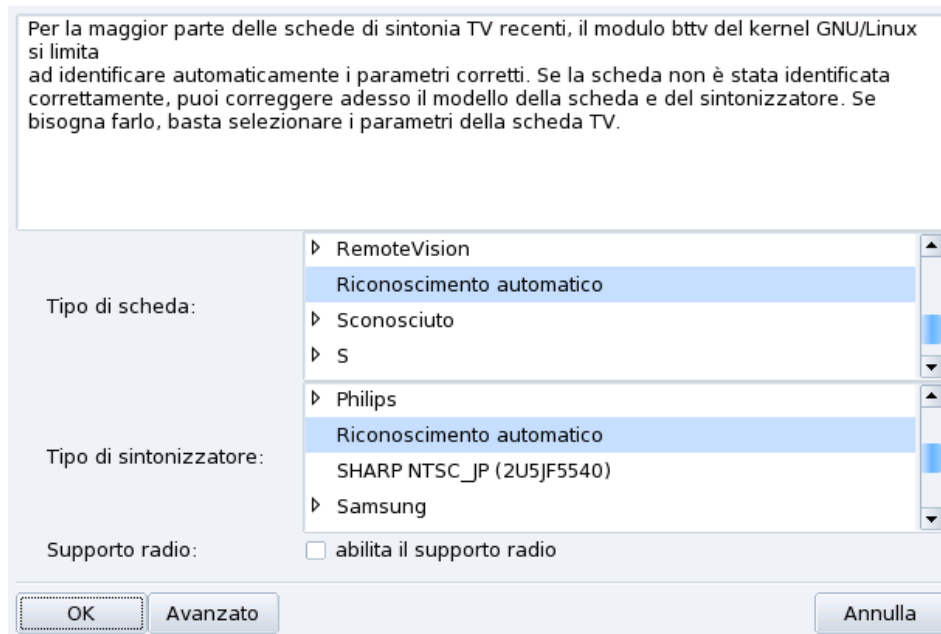 Per la maggior parte delle schede di sintonia TV recenti, il modulo bttv del kernel GNU/Linux
si limita
ad identificare automaticamente i parametri corretti. Se la scheda non è stata identificata
correttamente, puoi correggere adesso il modello della scheda e del sintonizzatore. Se
bisogna farlo, basta selezionare i parametri della scheda TV.
Tipo di scheda:
RemoteVision
Riconoscimento automatico
Sconosciuto
S
Tipo di sintonizzatore:
Philips
Riconoscimento automatico
SHARP NTSC_JP (2U5JF5540)
Samsung
Supporto radio:
abilita il supporto radio
OK
Avanzato
Annulla